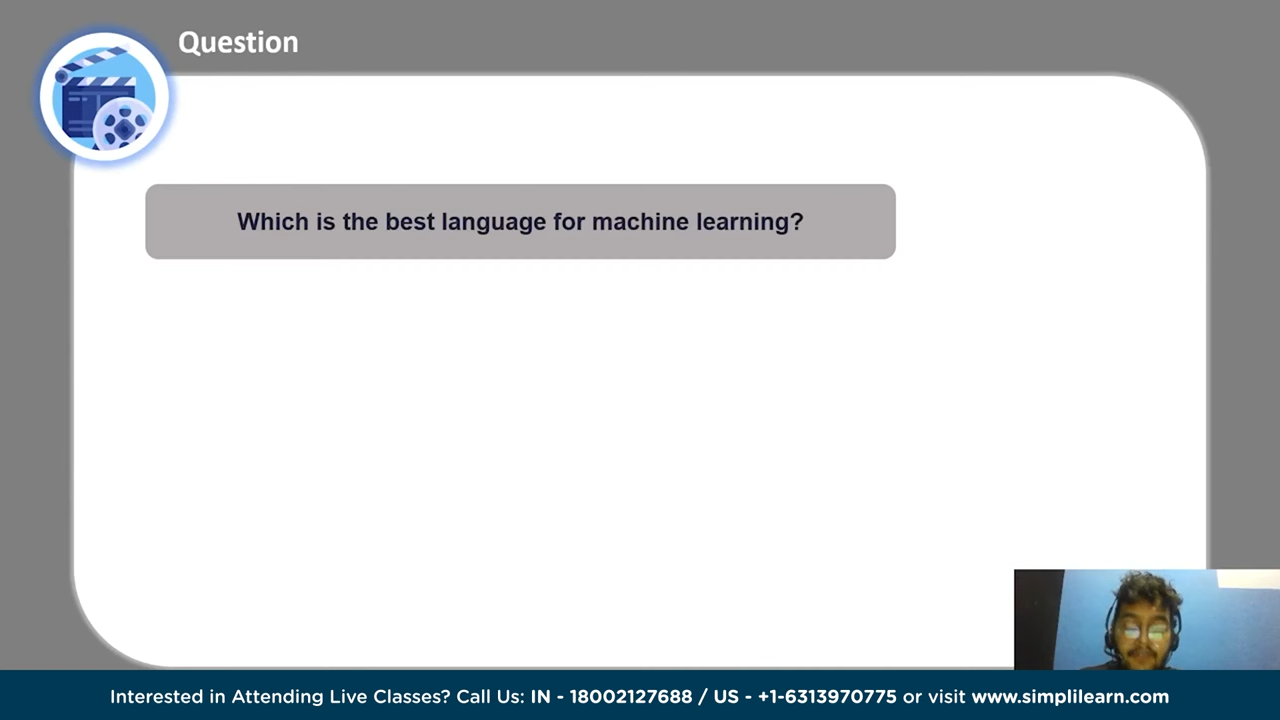 Question
Which is the best language for machine learning?
Interested in Attending Live Classes? Call Us: IN - 18002127688 / US - +1-6313970775 or visit www.simplilearn.com